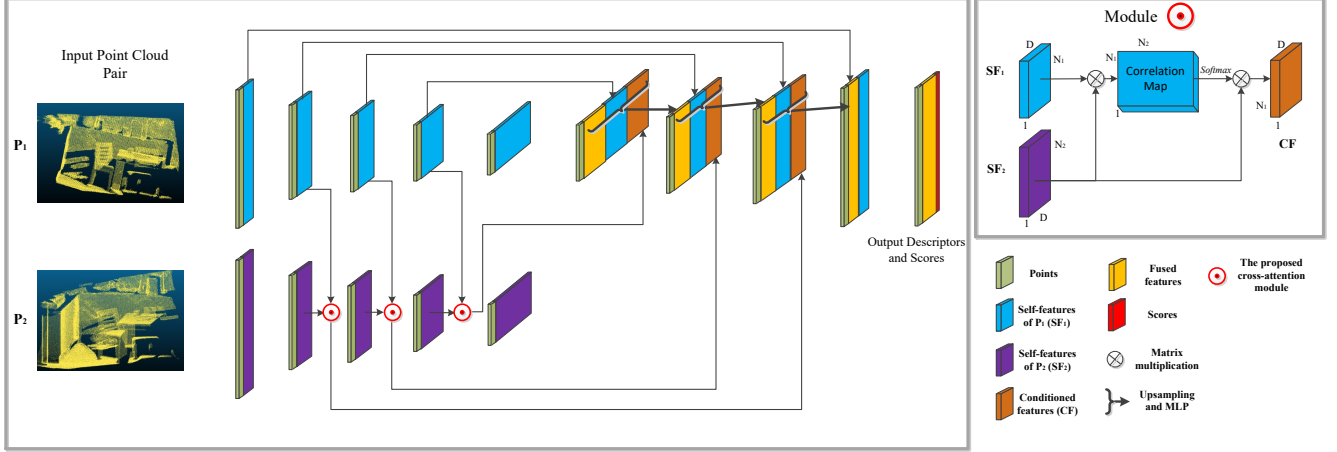 Input Point Cloud
Pair
P₁
P₂
Output Descriptors
and Scores
Module
SF₁
D
N₁
1
SF₂
N₂
D
1
N₁
N₂
Correlation
Map
1
Softmax
D
N₁
1
CF
Points
Self-features
of P₁ (SF₁)
Self-features
of P₂ (SF₂)
Conditioned
features (CF)
Fused
features
Scores
Matrix
multiplication
Upsampling
and MLP
The proposed
cross-attention
module